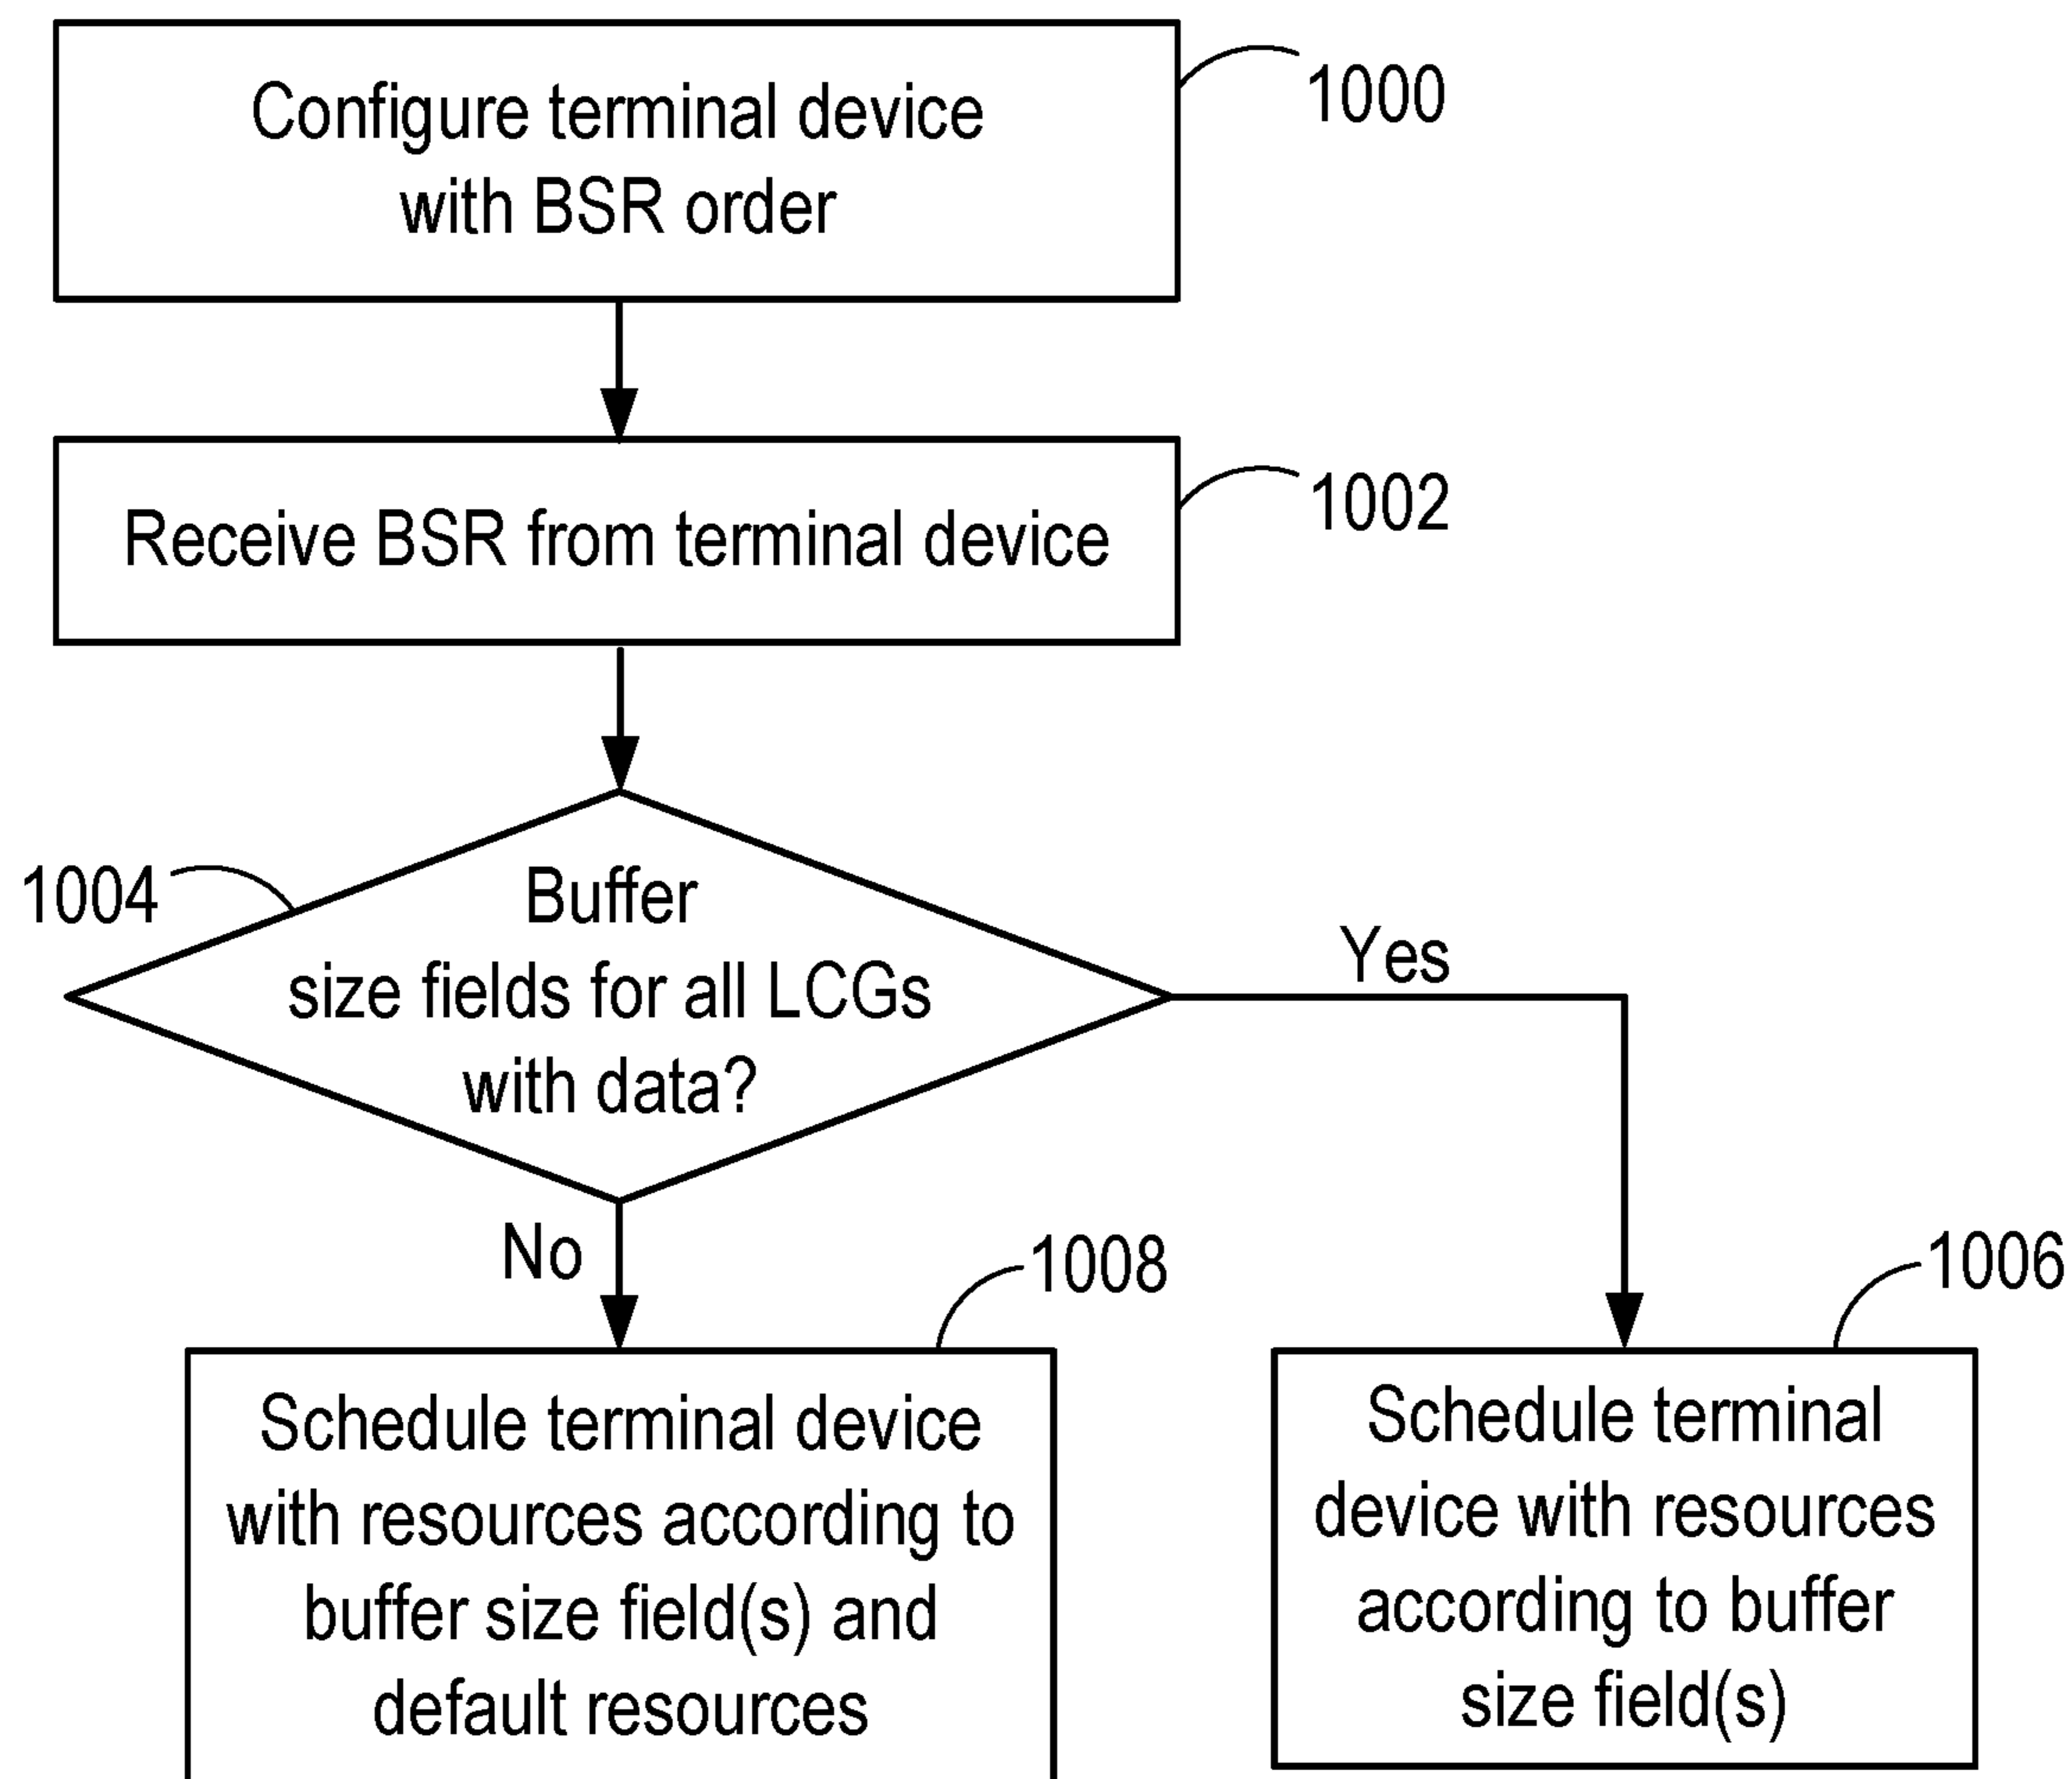 Configure terminal device
with BSR order
1000
Receive BSR from terminal device
1002
1004
Buffer
size fields for all LCGs
with data?
Yes
No
1008
1006
Schedule terminal device
with resources according to
buffer size field(s) and
default resources
Schedule terminal
device with resources
according to buffer
size field(s)